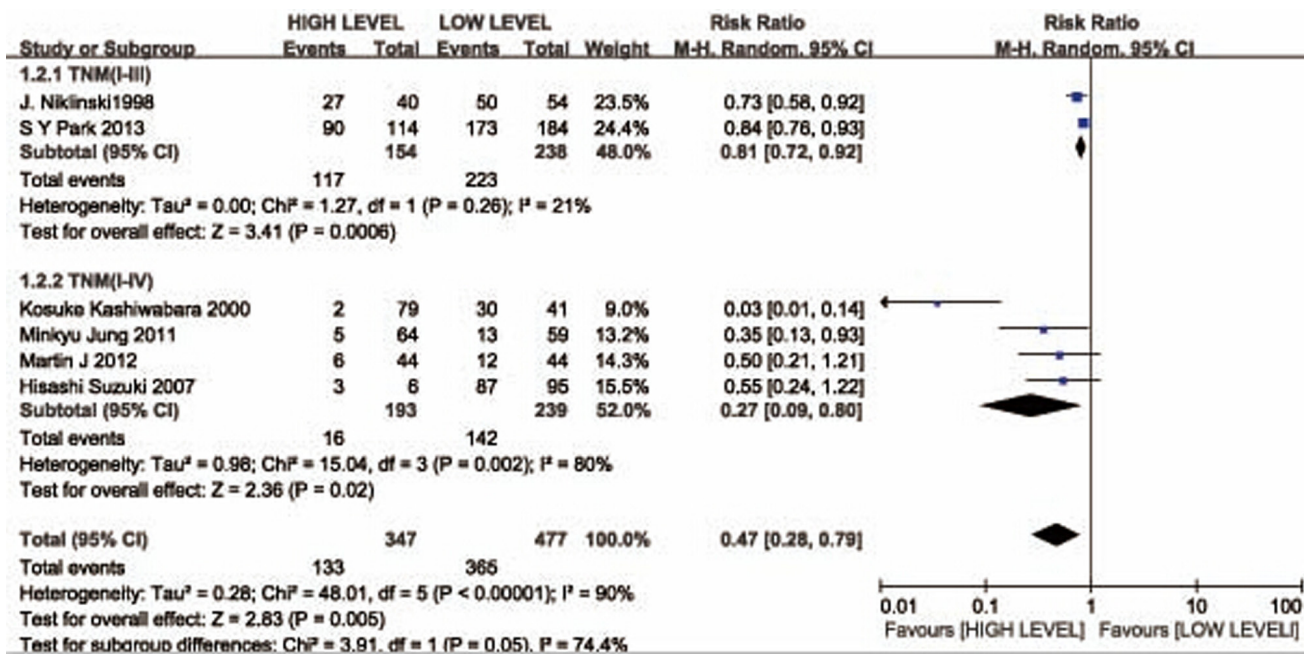 HIGH LEVEL LOW LEVEL Risk Ratio Risk Ratio
Study or Subgroup Events Total Events Total Weight M-H. Random. 95% CI M-H. Random. 95% CI
1.2.1 TNM(I-III)
J. Niklinski1998 27 40 50 54 23.5% 0.73 [0.58, 0.92]
S Y Park 2013 90 114 173 184 24.4% 0.84 [0.76, 0.93]
Subtotal (95% CI) 154 238 48.0% 0.81 [0.72, 0.92]
Total events 117 223
Heterogeneity: Tau² = 0.00; Chi² = 1.27, df = 1 (P = 0.26); I² = 21%
Test for overall effect: Z = 3.41 (P = 0.0006)
1.2.2 TNM(I-IV)
Kosuke Kashiwabara 2000 2 79 30 41 9.0% 0.03 [0.01, 0.14]
Minkyu Jung 2011 5 64 13 59 13.2% 0.35 [0.13, 0.93]
Martin J 2012 6 44 12 44 14.3% 0.50 [0.21, 1.21]
Hisashi Suzuki 2007 3 6 87 95 15.5% 0.55 [0.24, 1.22]
Subtotal (95% CI) 193 239 52.0% 0.27 [0.09, 0.80]
Total events 16 142
Heterogeneity: Tau² = 0.98; Chi² = 15.04, df = 3 (P = 0.002); I² = 80%
Test for overall effect: Z = 2.36 (P = 0.02)
Total (95% CI) 347 477 100.0% 0.47 [0.28, 0.79]
Total events 133 365
Heterogeneity: Tau² = 0.28; Chi² = 48.01, df = 5 (P < 0.00001); I² = 90%
Test for overall effect: Z = 2.83 (P = 0.005)
Test for subgroup differences: Chi² = 3.91. df = 1 (P = 0.05). I² = 74.4%
0.01 0.1 1 10 100
Favours [HIGH LEVEL] Favours [LOW LEVEL]